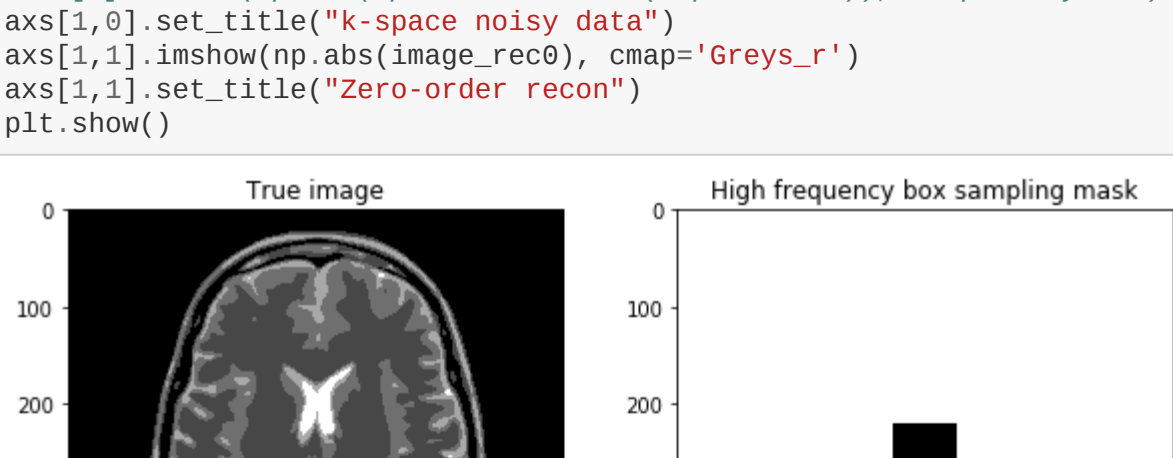 axs[1,0].set_title("k-space noisy data")
axs[1,1].imshow(np.abs(image_rec0), cmap='Greys_r')
axs[1,1].set_title("Zero-order recon")
plt.show()
True image
High frequency box sampling mask
0
0
100
100
200
200